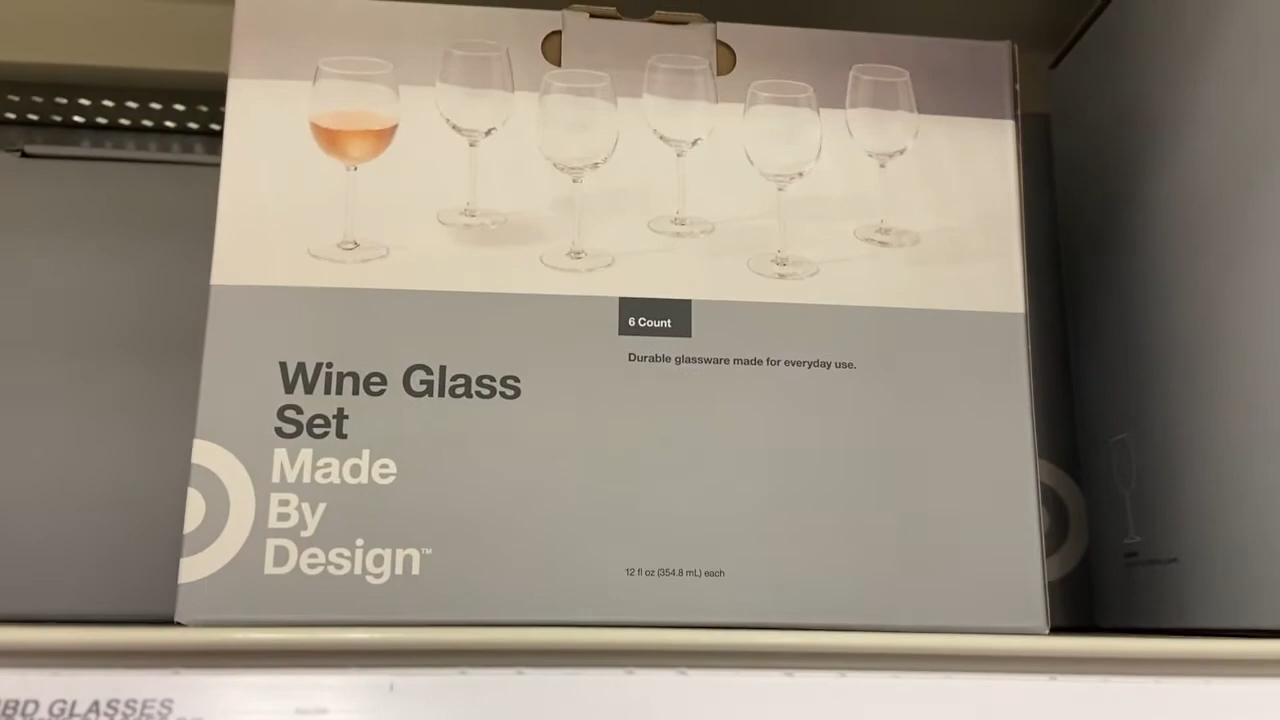 6 Count
Durable glassware made for everyday use.
Wine Glass
Set
Made
By
Design™
12 fl oz (354.8 mL) each
BD GLASSES